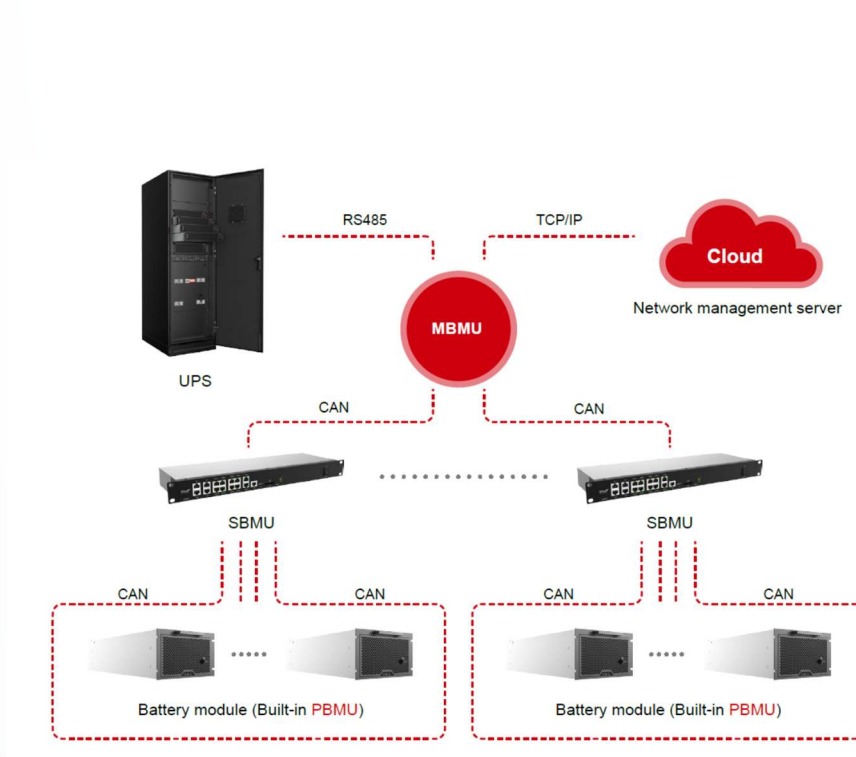 RS485
TCP/IP
Cloud
Network management server
MBMU
UPS
CAN
CAN
SBMU
SBMU
CAN
CAN
CAN
CAN
Battery module (Built-in PBMU)
Battery module (Built-in PBMU)